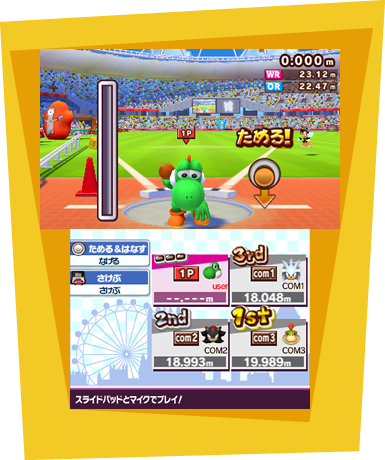 0.000m
WR 23.12 m
OR 22.47 m
1P
ためる!
ためる&はなす
なげる
さけぶ
さけぶ
1P
user
--.---m
3rd
com1
COM1
18.048m
2nd
com2
COM2
18.993m
1st
com3
COM3
19.989m
スライドパッドとマイクでプレイ!